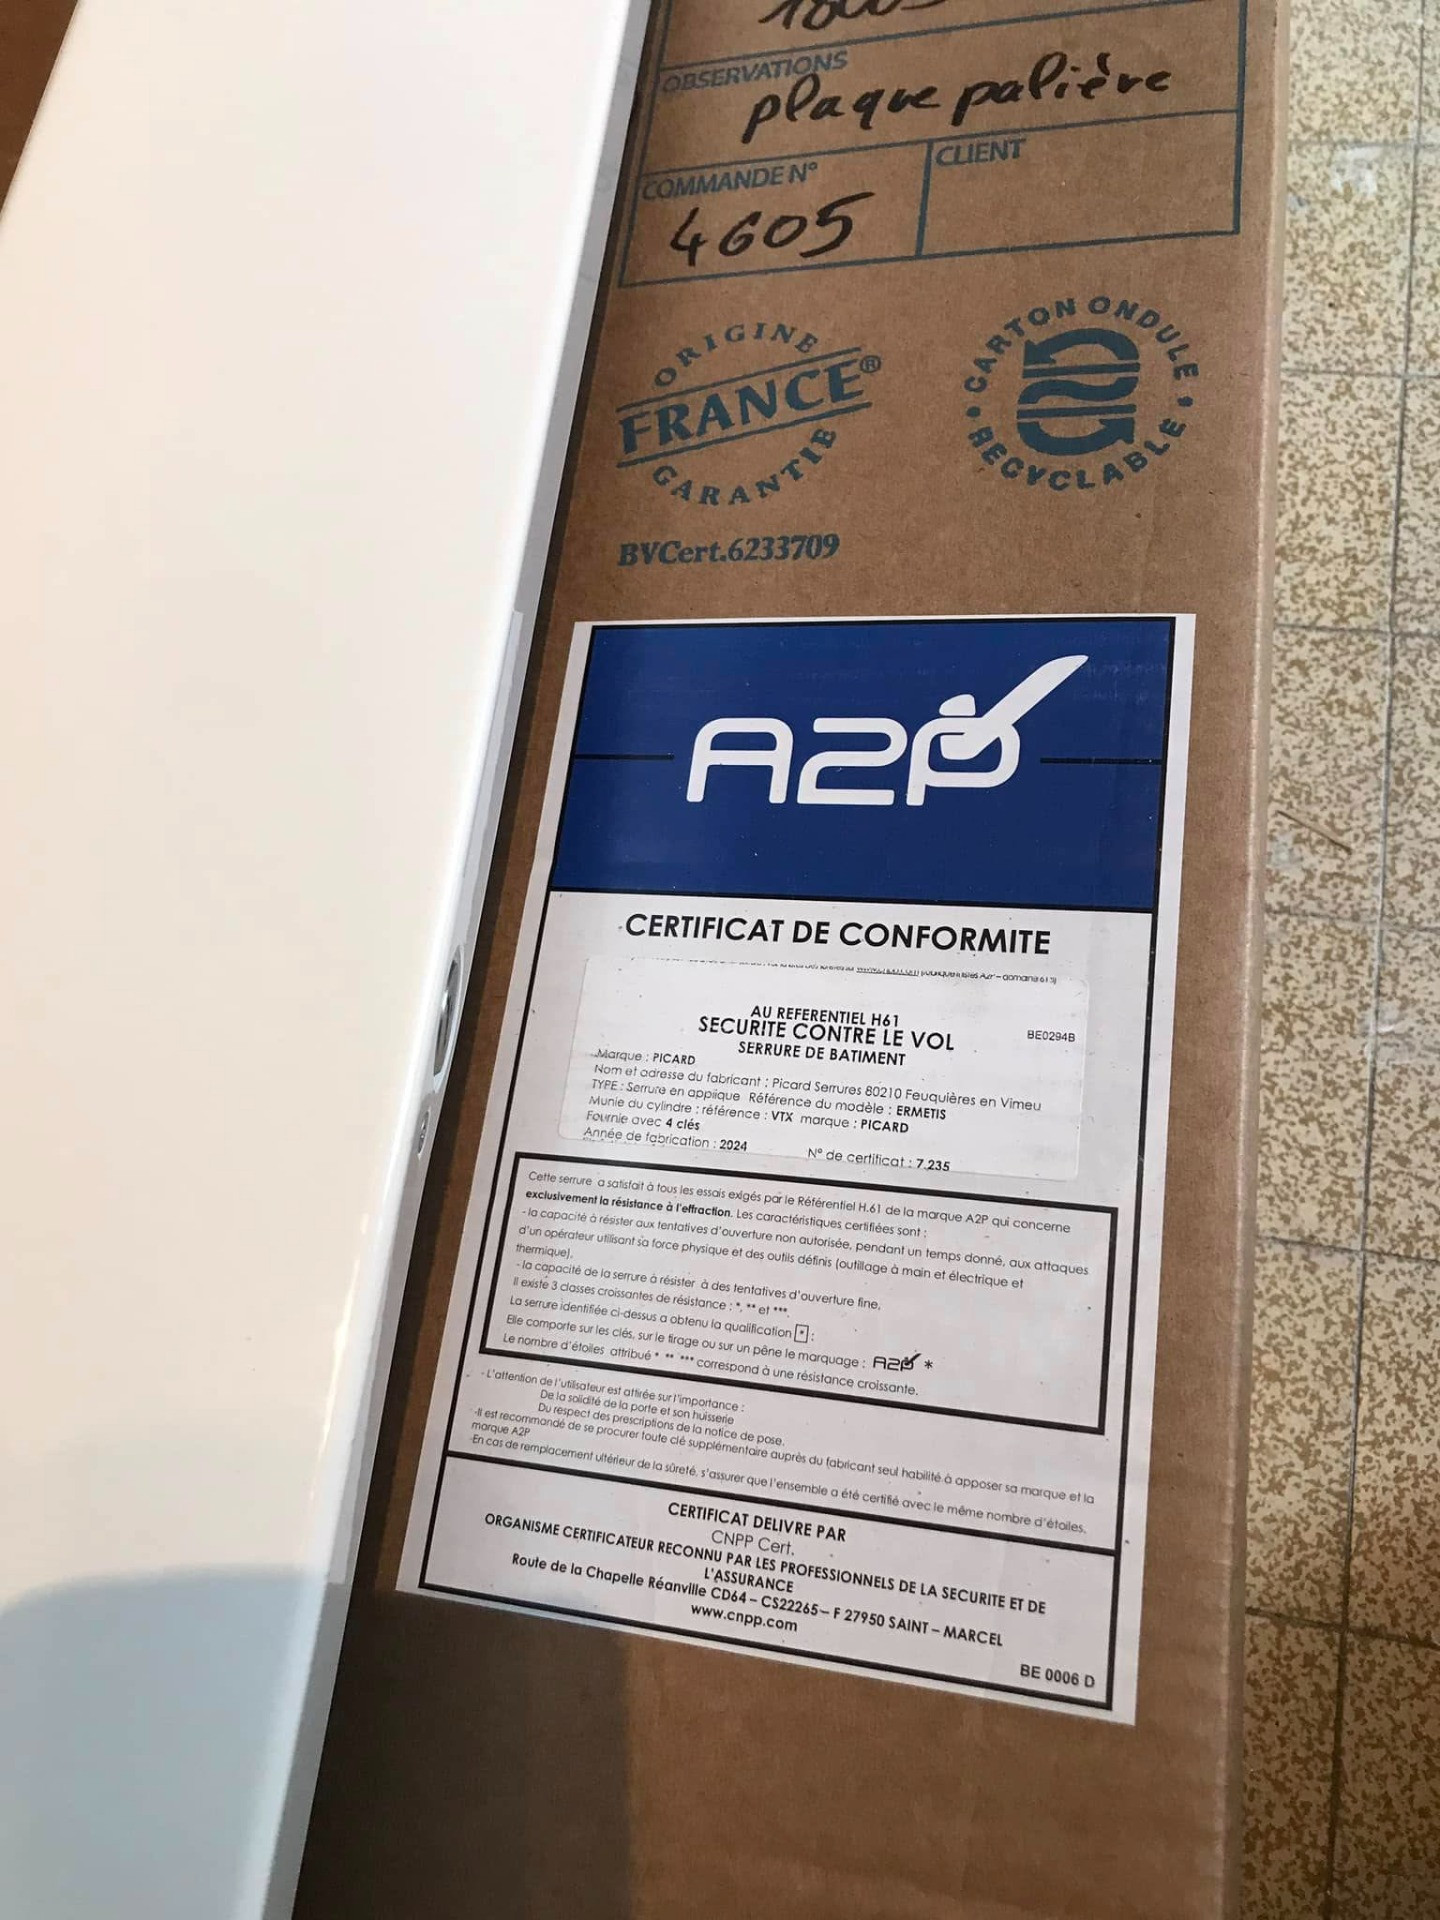 OBSERVATIONS
plaque palière
COMMANDE N°
4605
CLIENT
ORIGINE
FRANCE®
GARANTIE
CARTON ONDULE
RECYCLABLE
BVCert.6233709
A2P
CERTIFICAT DE CONFORMITE
AU REFERENTIEL H61
SECURITE CONTRE LE VOL
BE0294B
SERRURE DE BATIMENT
Marque : PICARD
Nom et adresse du fabricant : Picard Serrures 80210 Feuquières en Vimeu
TYPE : Serrure en applique Référence du modèle : ERMETIS
Munie du cylindre : référence : VTX marque : PICARD
Fournie avec 4 clés
Année de fabrication : 2024 N° de certificat : 7.235
Cette serrure a satisfait à tous les essais exigés par le Référentiel H.61 de la marque A2P qui concerne
exclusivement la résistance à l'effraction. Les caractéristiques certifiées sont :
- la capacité à résister aux tentatives d'ouverture non autorisée, pendant un temps donné, aux attaques
d'un opérateur utilisant sa force physique et des outils définis (outillage à main et électrique et
thermique),
- la capacité de la serrure à résister à des tentatives d'ouverture fine.
Il existe 3 classes croissantes de résistance : *, ** et ***.
La serrure identifiée ci-dessus a obtenu la qualification * :
Elle comporte sur les clés, sur le tirage ou sur un pêne le marquage : A2P *
Le nombre d'étoiles attribué * ** *** correspond à une résistance croissante.
- L'attention de l'utilisateur est attirée sur l'importance :
De la solidité de la porte et son huisserie
Du respect des prescriptions de la notice de pose.
-Il est recommandé de se procurer toute clé supplémentaire auprès du fabricant seul habilité à apposer sa marque et la
marque A2P
-En cas de remplacement ultérieur de la sûreté, s'assurer que l'ensemble a été certifié avec le même nombre d'étoiles.
CERTIFICAT DELIVRE PAR
CNPP Cert.
ORGANISME CERTIFICATEUR RECONNU PAR LES PROFESSIONNELS DE LA SECURITE ET DE
L'ASSURANCE
Route de la Chapelle Réanville CD64 – CS22265 – F 27950 SAINT – MARCEL
www.cnpp.com
BE 0006 D